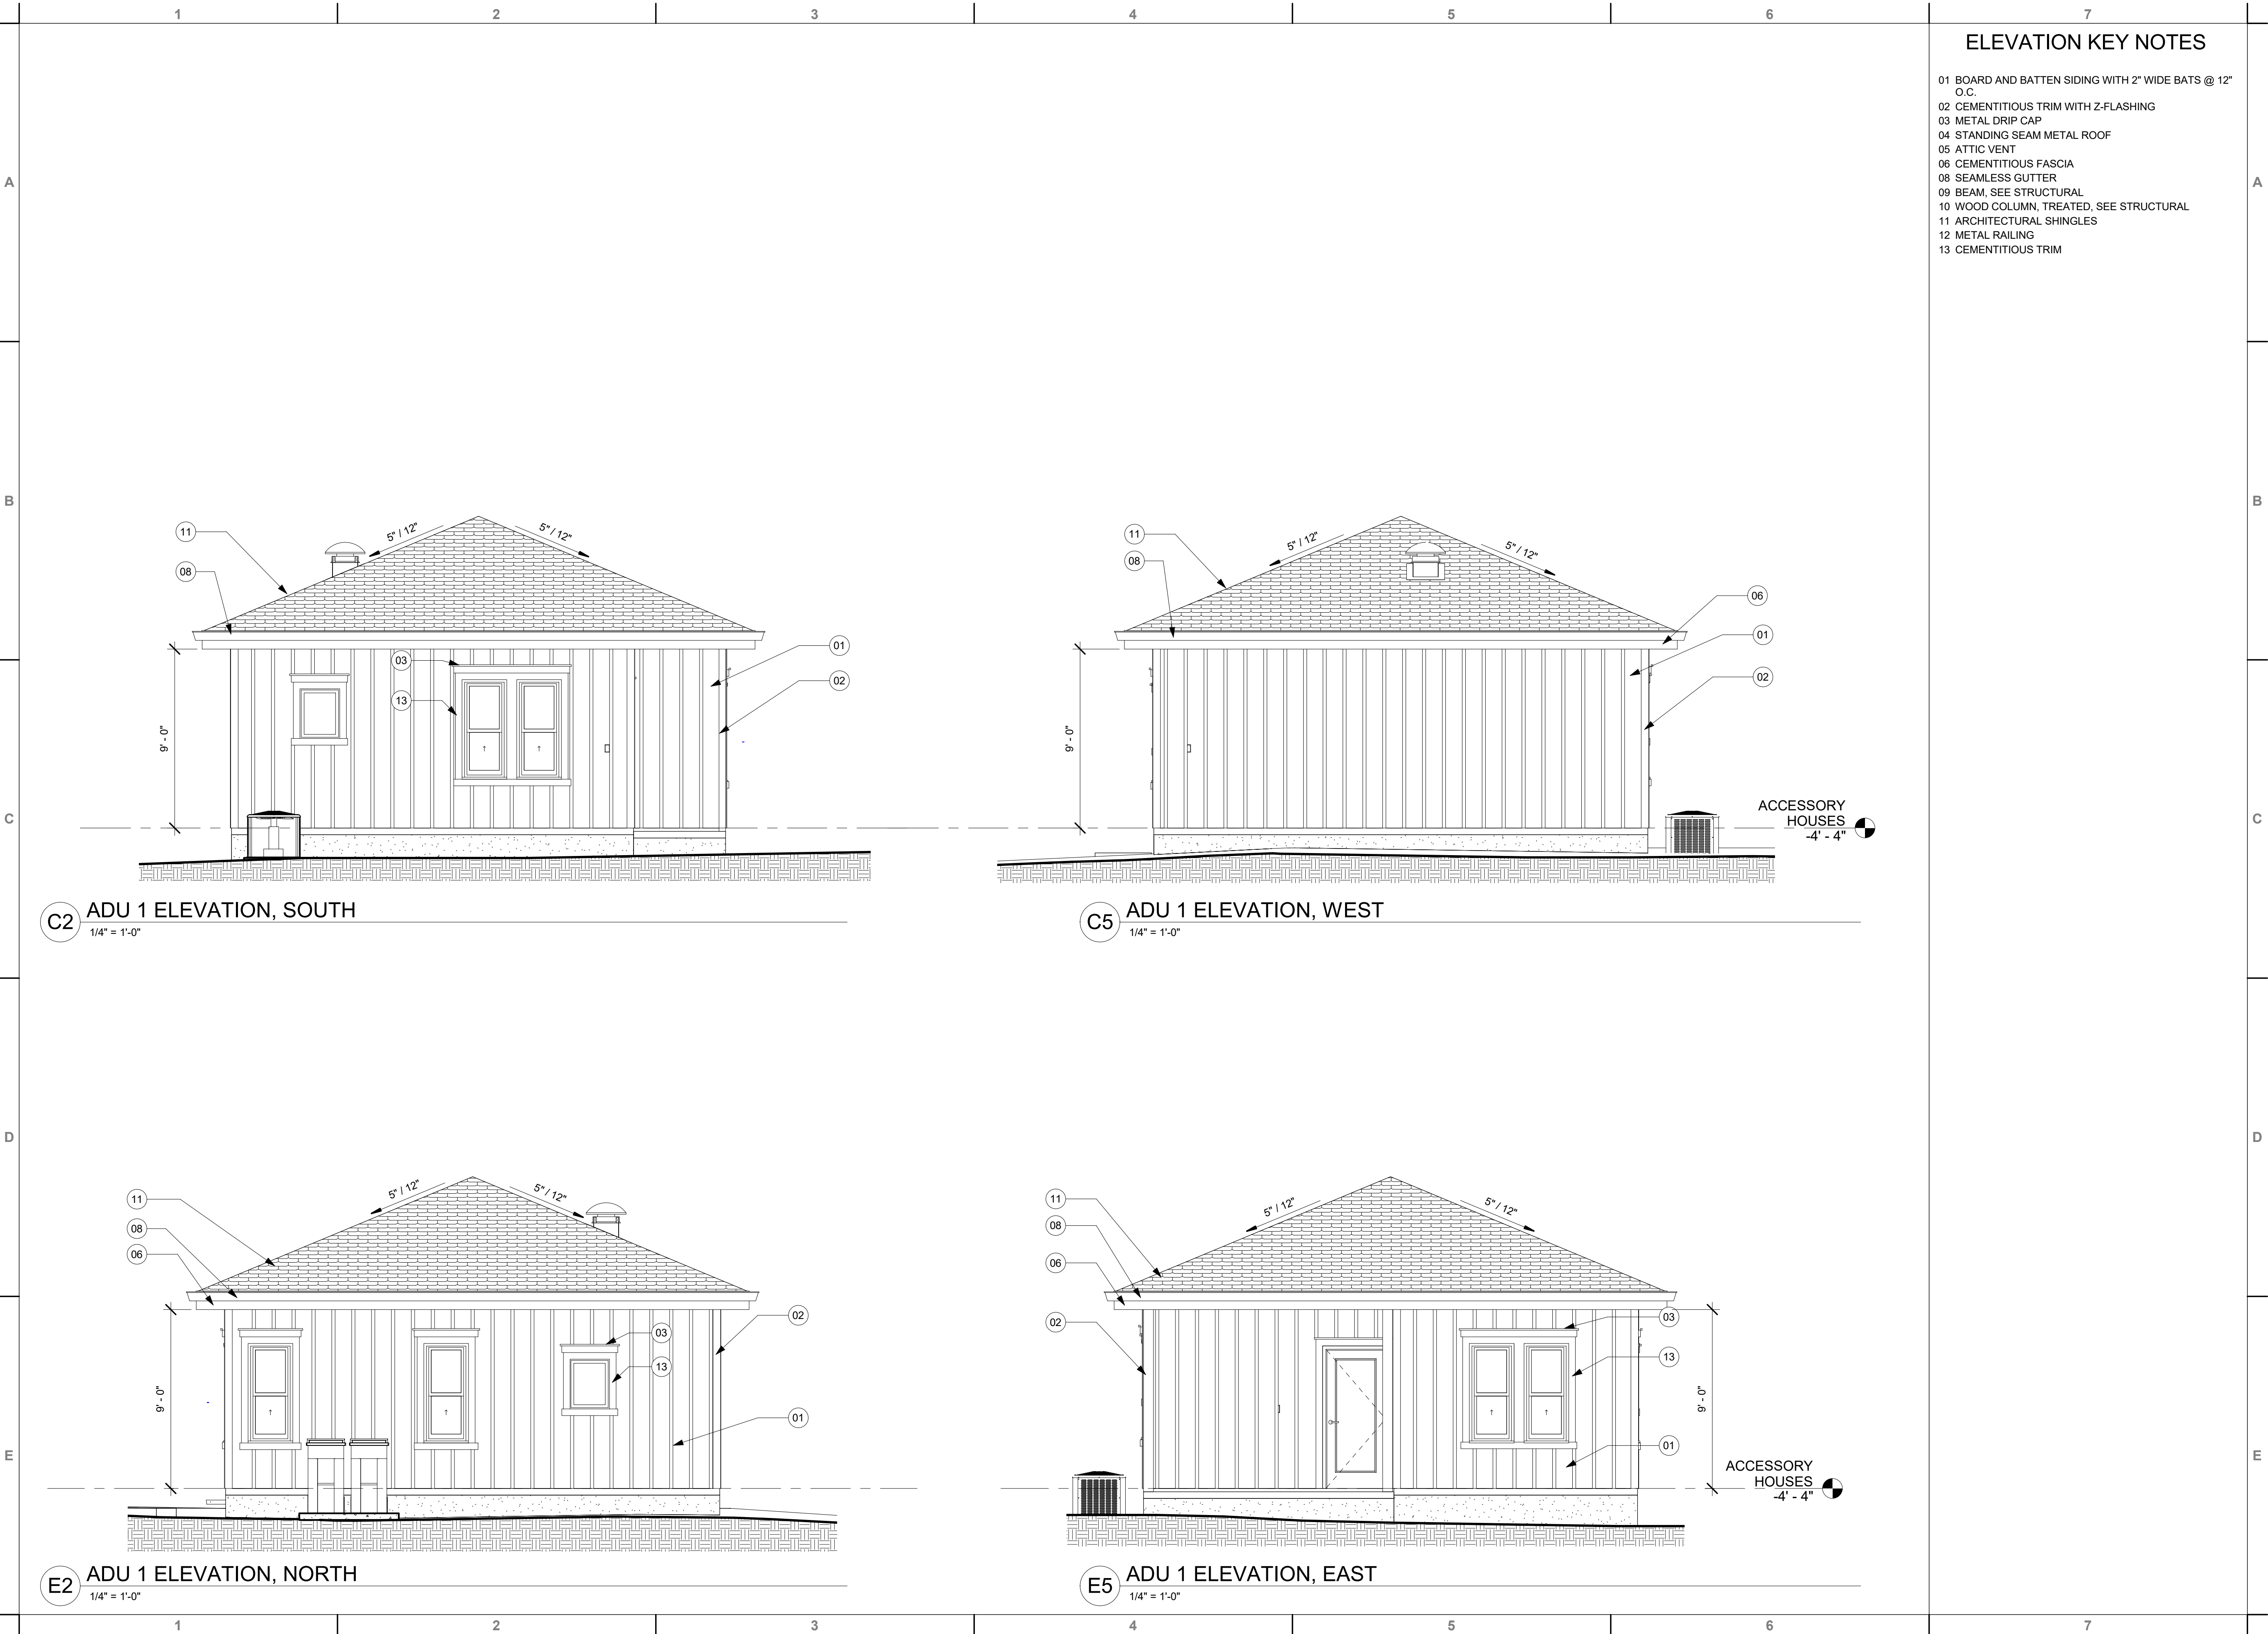 1 2 3 4 5 6 7
ELEVATION KEY NOTES
01 BOARD AND BATTEN SIDING WITH 2" WIDE BATS @ 12"
O.C.
02 CEMENTITIOUS TRIM WITH Z-FLASHING
03 METAL DRIP CAP
04 STANDING SEAM METAL ROOF
05 ATTIC VENT
06 CEMENTITIOUS FASCIA
08 SEAMLESS GUTTER
09 BEAM, SEE STRUCTURAL
10 WOOD COLUMN, TREATED, SEE STRUCTURAL
11 ARCHITECTURAL SHINGLES
12 METAL RAILING
13 CEMENTITIOUS TRIM
A A
B B
5" / 12" 5" / 12"
11
08
03
13
01
02
9' - 0"
C2 ADU 1 ELEVATION, SOUTH
1/4" = 1'-0"
5" / 12" 5" / 12"
11
08
06
01
02
9' - 0"
ACCESSORY
HOUSES
-4' - 4"
C5 ADU 1 ELEVATION, WEST
1/4" = 1'-0"
C C
D D
5" / 12" 5" / 12"
11
08
06
02
03
13
01
9' - 0"
E2 ADU 1 ELEVATION, NORTH
1/4" = 1'-0"
5" / 12" 5" / 12"
11
08
06
02
03
13
01
9' - 0"
ACCESSORY
HOUSES
-4' - 4"
E5 ADU 1 ELEVATION, EAST
1/4" = 1'-0"
E E
1 2 3 4 5 6 7